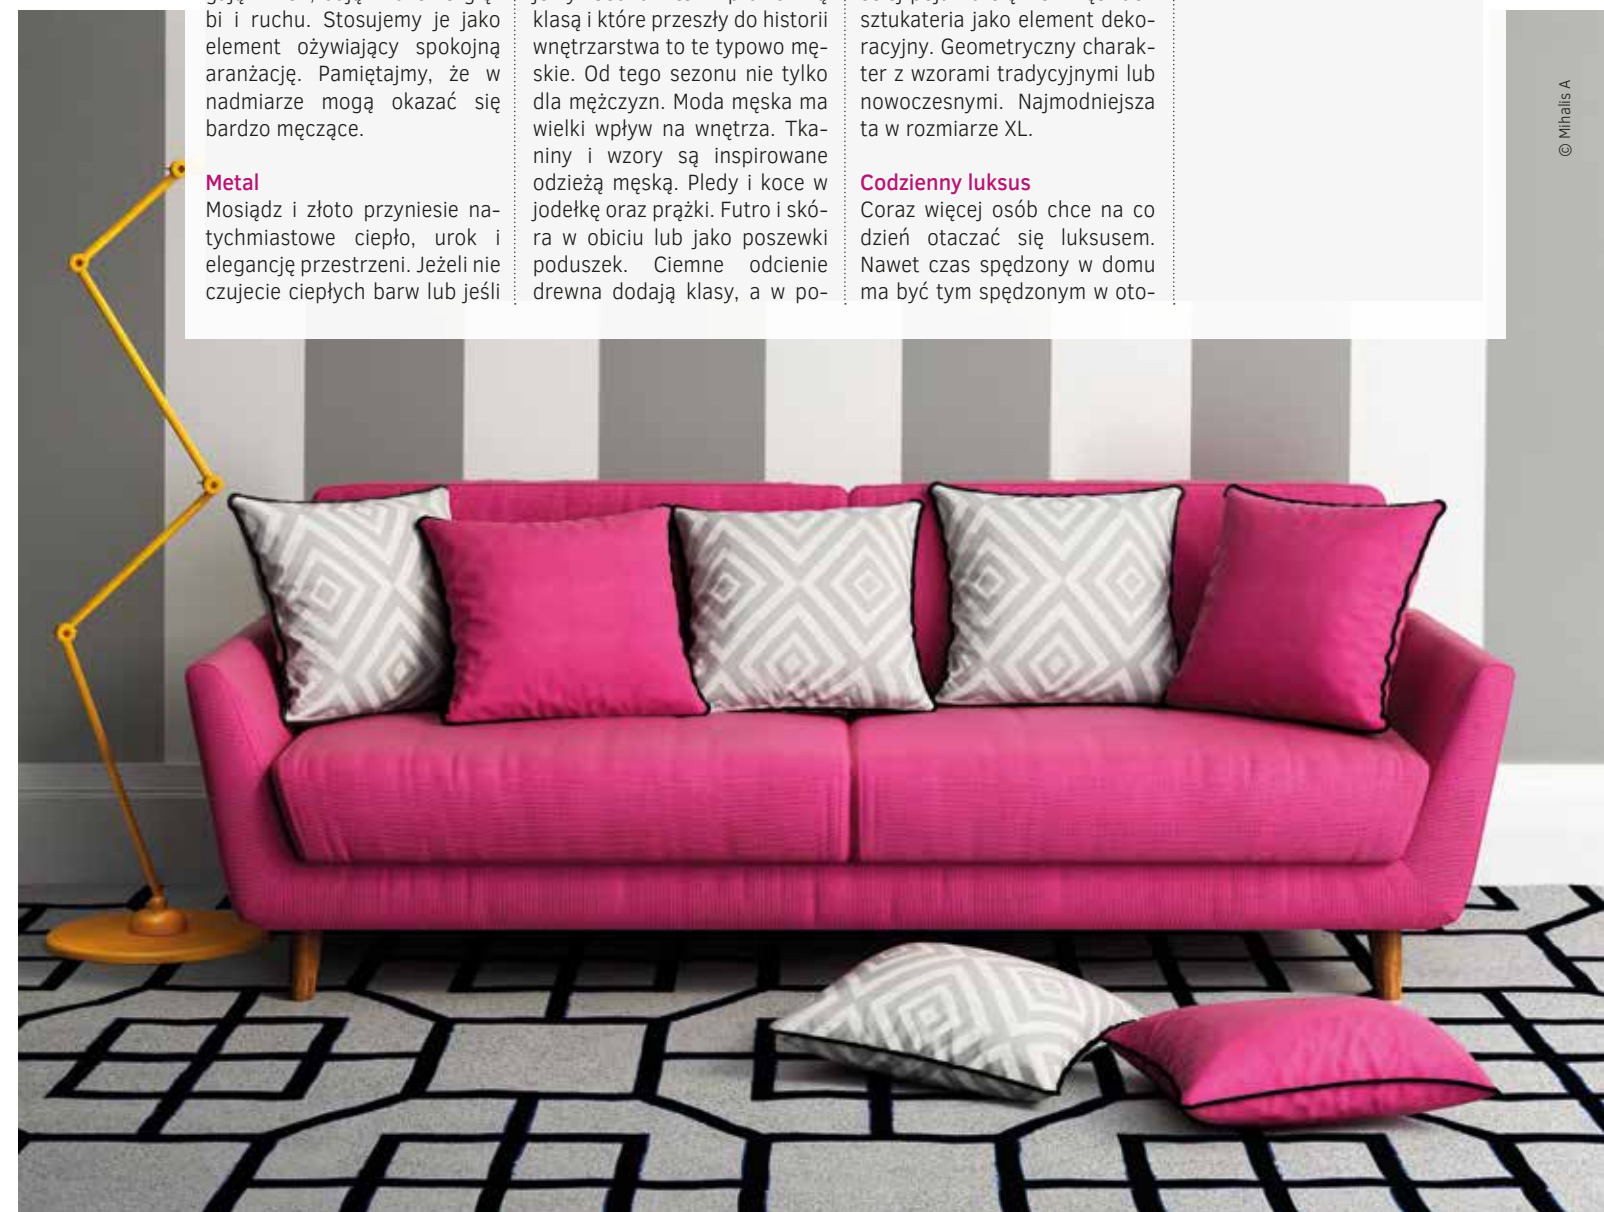 bi i ruchu. Stosujemy je jako
element ożywiający spokojną
aranżację. Pamiętajmy, że w
nadmiarze mogą okazać się
bardzo męczące.
Metal
Mosiądz i złoto przyniesie na-
tychmiastowe ciepło, urok i
elegancję przestrzeni. Jeżeli nie
czujecie ciepłych barw lub jeśli
klasą i które przeszły do historii
wnętrzarstwa to te typowo mę-
skie. Od tego sezonu nie tylko
dla mężczyzn. Moda męska ma
wielki wpływ na wnętrza. Tka-
niny i wzory są inspirowane
odzieżą męską. Pledy i koce w
jodełkę oraz prążki. Futro i skó-
ra w obiciu lub jako poszewki
poduszek. Ciemne odcienie
drewna dodają klasy, a w po-
sztukateria jako element deko-
racyjny. Geometryczny charak-
ter z wzorami tradycyjnymi lub
nowoczesnymi. Najmodniejsza
ta w rozmiarze XL.
Codzienny luksus
Coraz więcej osób chce na co
dzień otaczać się luksusem.
Nawet czas spędzony w domu
ma być tym spędzonym w oto-
© Mihalis A